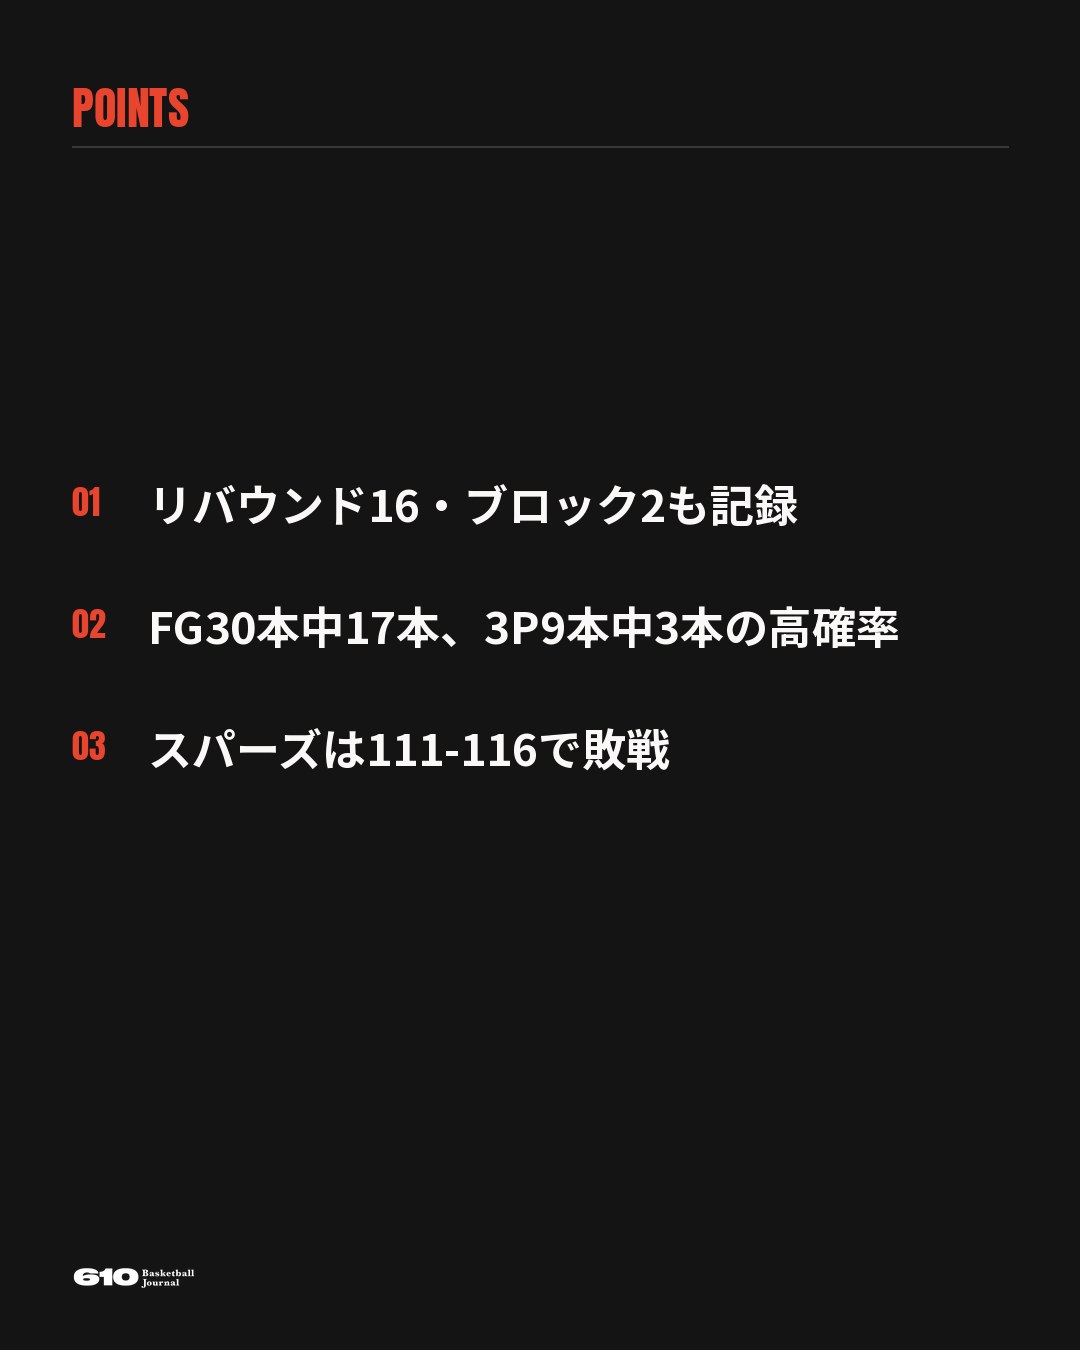 POINTS
01 リバウンド16・ブロック2も記録
02 FG30本中17本、3P9本中3本の高確率
03 スパーズは111-116で敗戦
610 Basketball
Journal